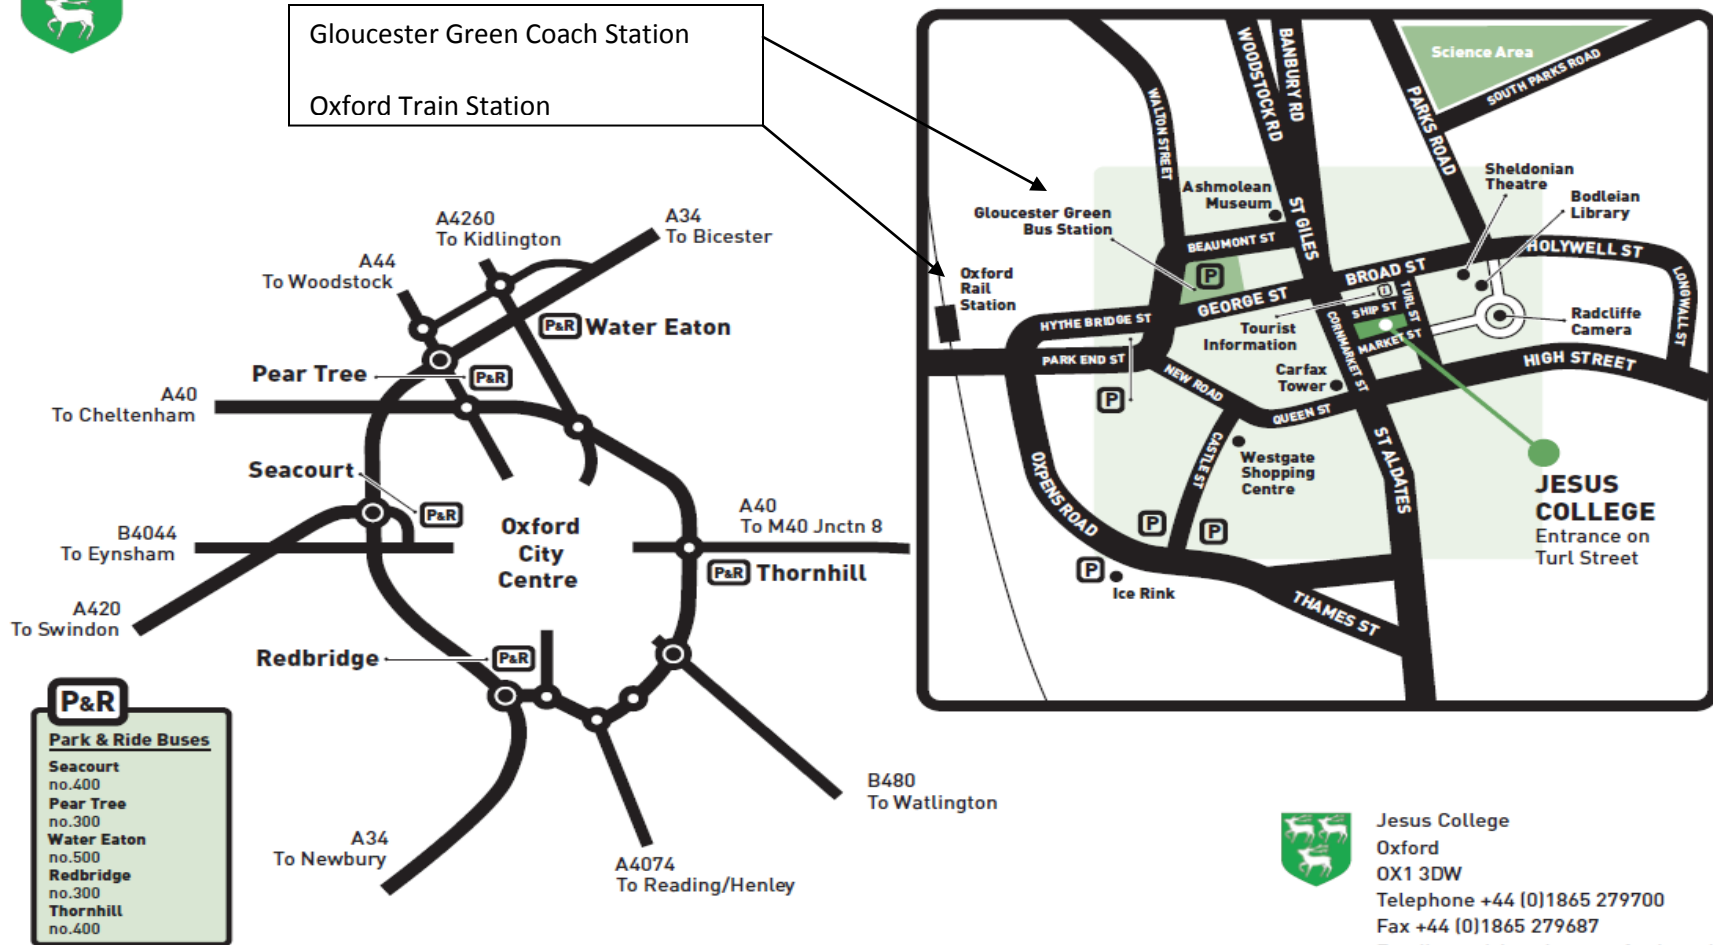 Gloucester Green Coach Station
Oxford Train Station
A4260
To Kidlington
A34
To Bicester
A44
To Woodstock
P&R Water Eaton
Pear Tree
P&R
A40
To Cheltenham
Seacourt
P&R
B4044
To Eynsham
Oxford
City
Centre
A40
To M40 Jnctn 8
P&R Thornhill
A420
To Swindon
Redbridge
P&R
B480
To Watlington
A34
To Newbury
A4074
To Reading/Henley
P&R
Park & Ride Buses
Seacourt
no.400
Pear Tree
no.300
Water Eaton
no.500
Redbridge
no.300
Thornhill
no.400
WOODSTOCK RD
BANBURY RD
Science Area
SOUTH PARKS ROAD
PARKS ROAD
WALTON STREET
Ashmolean
Museum
ST GILES
Sheldonian
Theatre
Bodleian
Library
Gloucester Green
Bus Station
BEAUMONT ST
P
BROAD ST
HOLYWELL ST
LONGWALL ST
Oxford
Rail
Station
GEORGE ST
i
TURL ST
SHIP ST
HYTHE BRIDGE ST
Tourist
Information
CORNMARKET ST
MARKET ST
Radcliffe
Camera
PARK END ST
NEW ROAD
Carfax
Tower
HIGH STREET
P
QUEEN ST
CASTLE ST
Westgate
Shopping
Centre
ST ALDATES
OXPENS ROAD
P
P
P
Ice Rink
THAMES ST
JESUS
COLLEGE
Entrance on
Turl Street
Jesus College
Oxford
OX1 3DW
Telephone +44 (0)1865 279700
Fax +44 (0)1865 279687